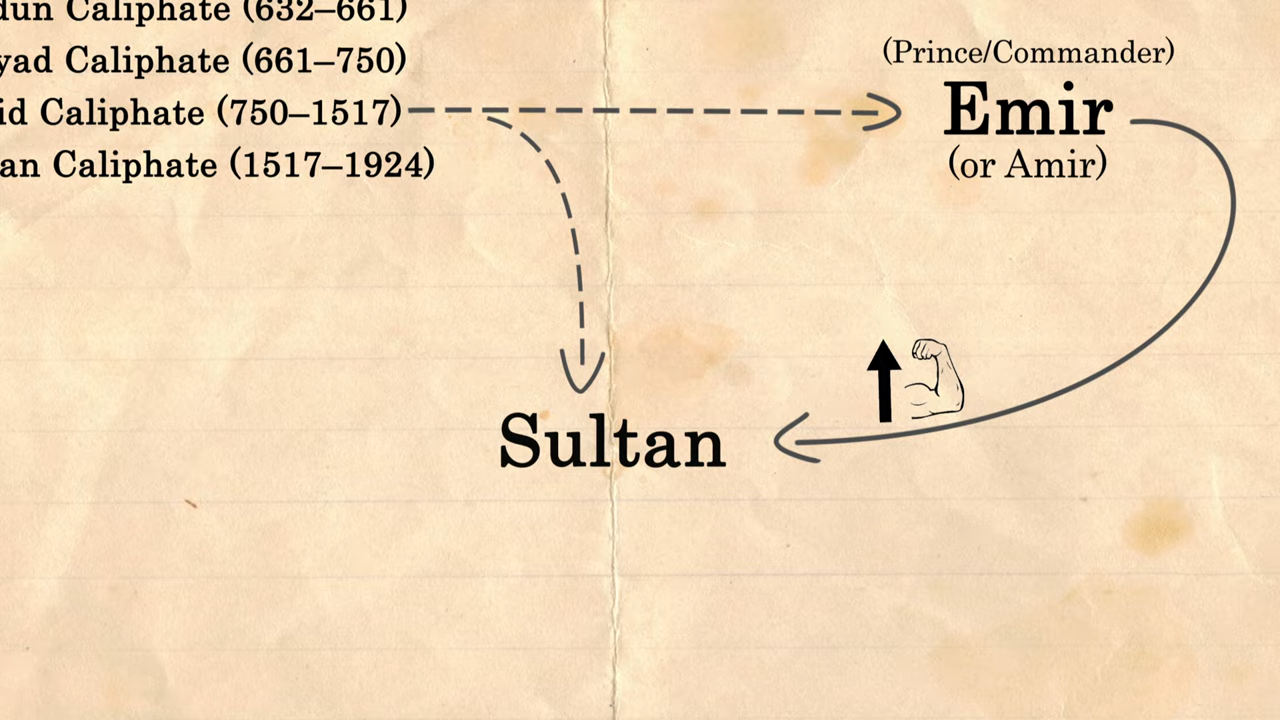 dun Caliphate (632–661)
yad Caliphate (661–750)
id Caliphate (750–1517)
an Caliphate (1517–1924)
(Prince/Commander)
Emir
(or Amir)
Sultan